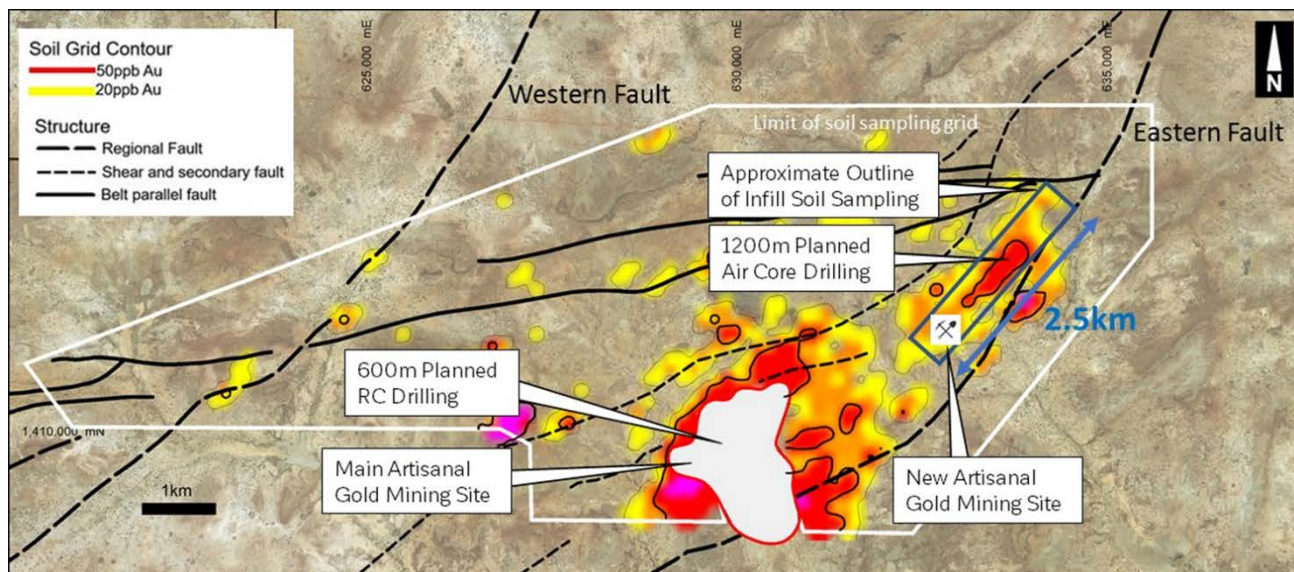 Soil Grid Contour
50ppb Au
20ppb Au
Structure
Regional Fault
Shear and secondary fault
Belt parallel fault
625,000 mE
630,000 mE
635,000 mE
N
Western Fault
Eastern Fault
Limit of soil sampling grid
Approximate Outline
of Infill Soil Sampling
1200m Planned
Air Core Drilling
2.5km
600m Planned
RC Drilling
1,410,000 mN
Main Artisanal
Gold Mining Site
New Artisanal
Gold Mining Site
1km